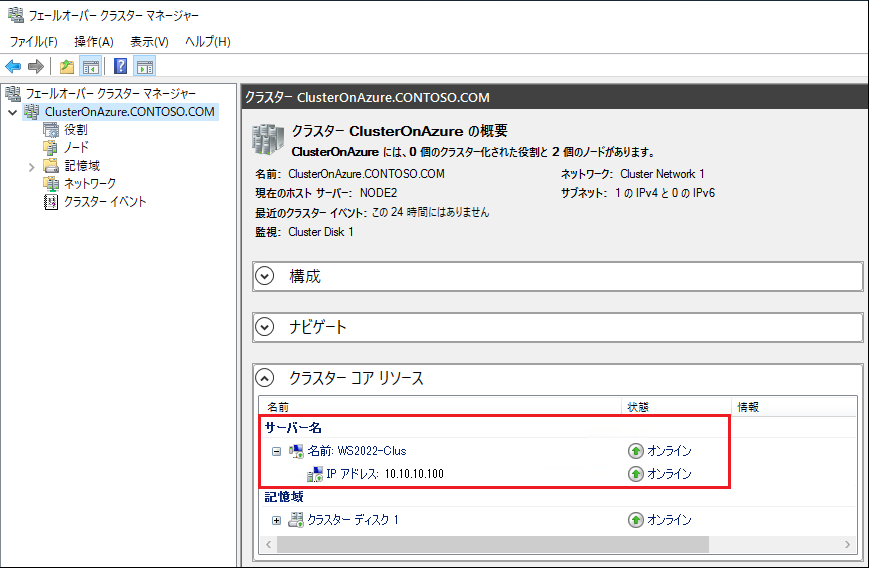 フェールオーバー クラスター マネージャー
ファイル(F) 操作(A) 表示(V) ヘルプ(H)
フェールオーバー クラスター マネージャー
ClusterOnAzure.CONTOSO.COM
役割
ノード
記憶域
ネットワーク
クラスター イベント
クラスター ClusterOnAzure.CONTOSO.COM
クラスター ClusterOnAzure の概要
ClusterOnAzure には、0 個のクラスター化された役割と 2 個のノードがあります。
名前: ClusterOnAzure.CONTOSO.COM ネットワーク: Cluster Network 1
現在のホスト サーバー: NODE2 サブネット: 1 の IPv4 と 0 の IPv6
最近のクラスター イベント: この 24 時間にはありません
監視: Cluster Disk 1
構成
ナビゲート
クラスター コア リソース
名前 状態 情報
サーバー名
名前: WS2022-Clus オンライン
IP アドレス: 10.10.10.100 オンライン
記憶域
クラスター ディスク 1 オンライン